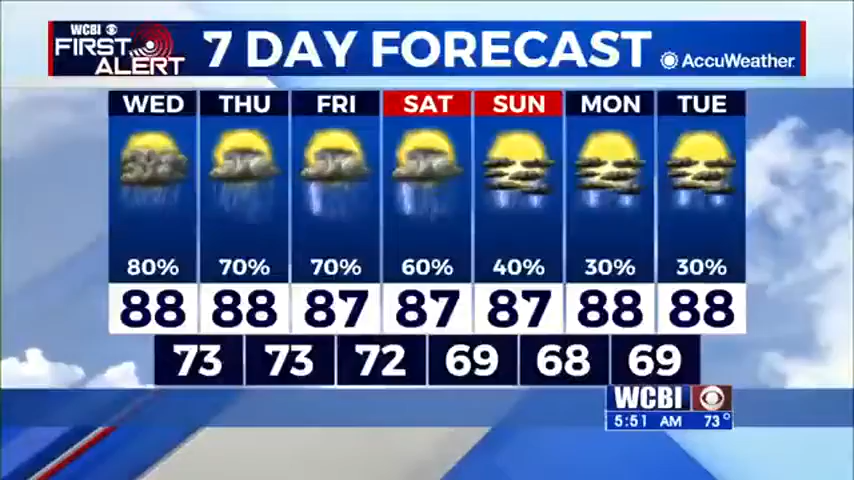 WCBI
FIRST
ALERT
7 DAY FORECAST
AccuWeather
WED THU FRI SAT SUN MON TUE
80% 70% 70% 60% 40% 30% 30%
88 88 87 87 87 88 88
73 73 72 69 68 69
WCBI
5:51 AM 73°